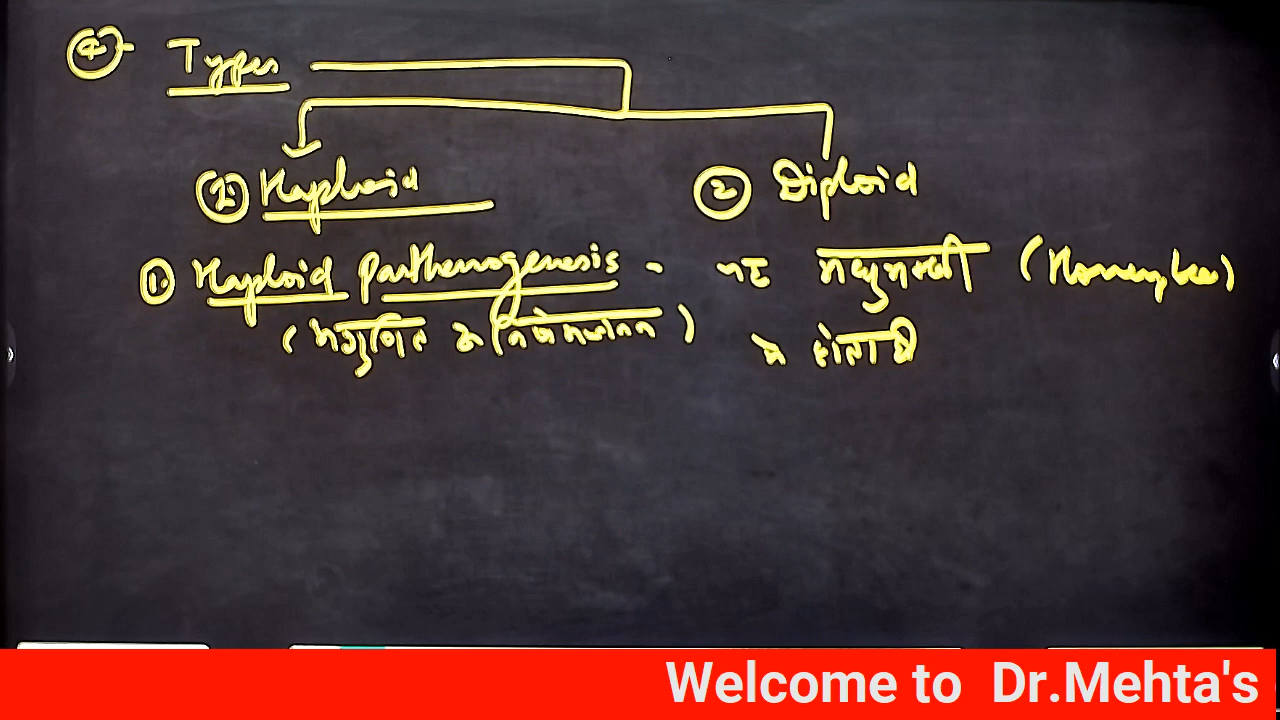 ④ Types
① Haploid ② Diploid
① Haploid parthenogenesis - यह मधुमक्खी (Honeybee)
(अगुणित अनिषेकजनन) में होता है
Welcome to Dr.Mehta's